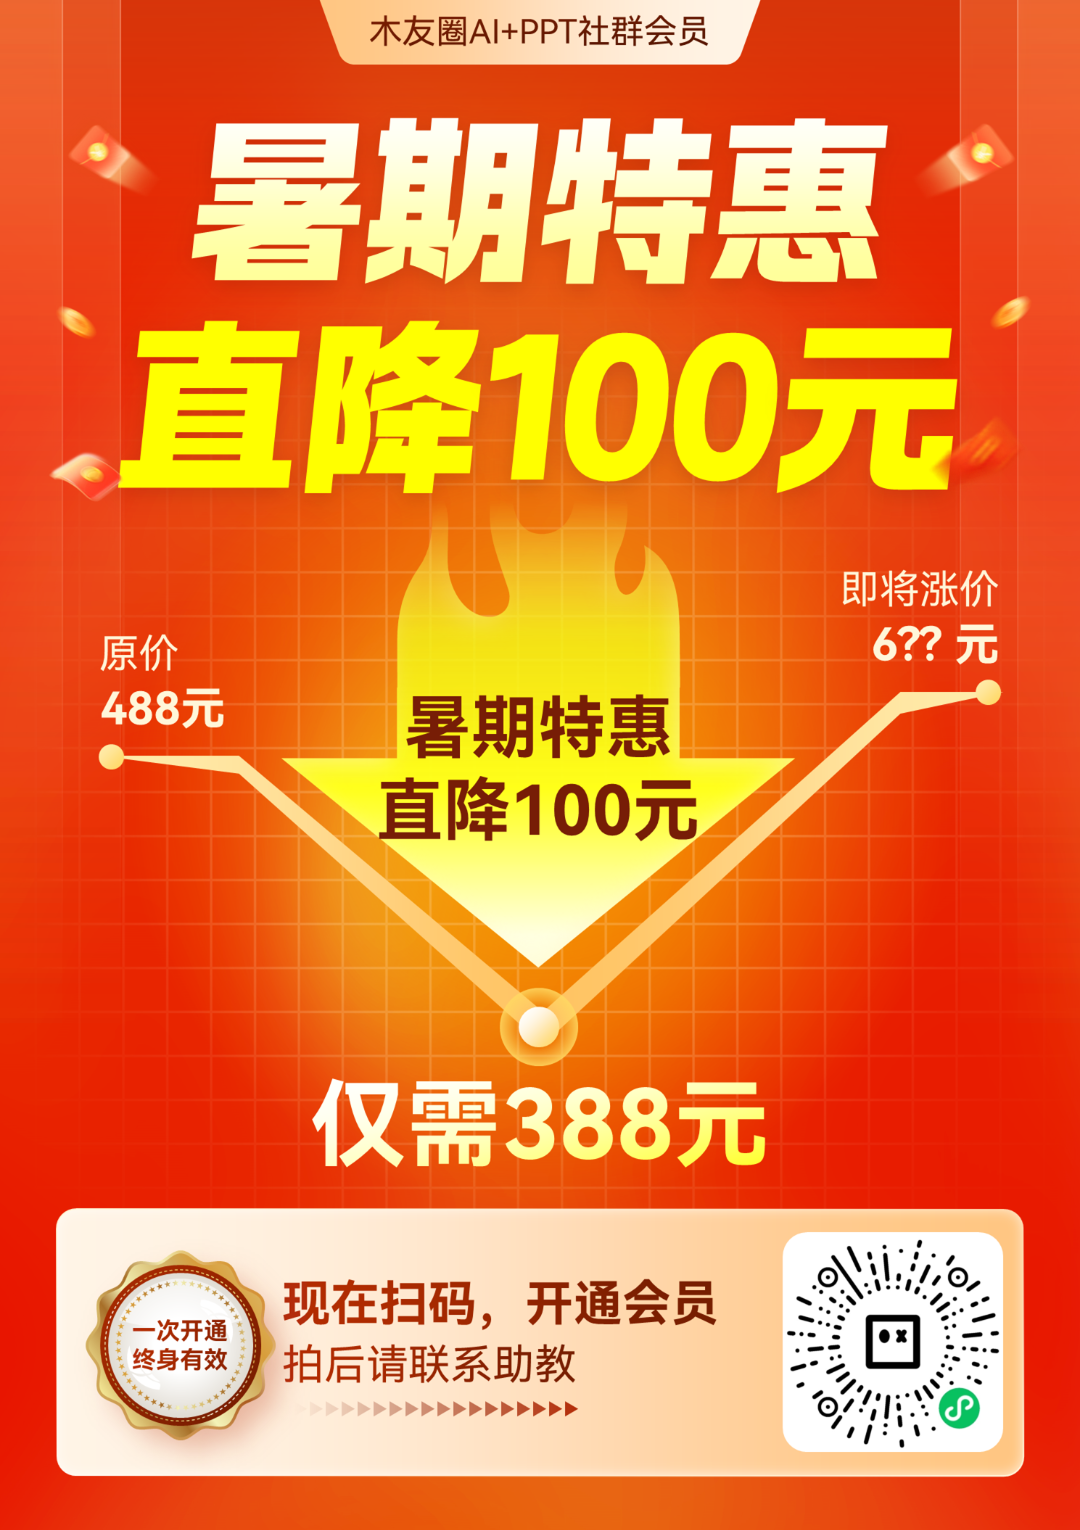 木友圈AI+PPT社群会员
暑期特惠
直降100元
即将涨价
6?? 元
原价
488元
暑期特惠
直降100元
仅需388元
一次开通
终身有效
现在扫码，开通会员
拍后请联系助教